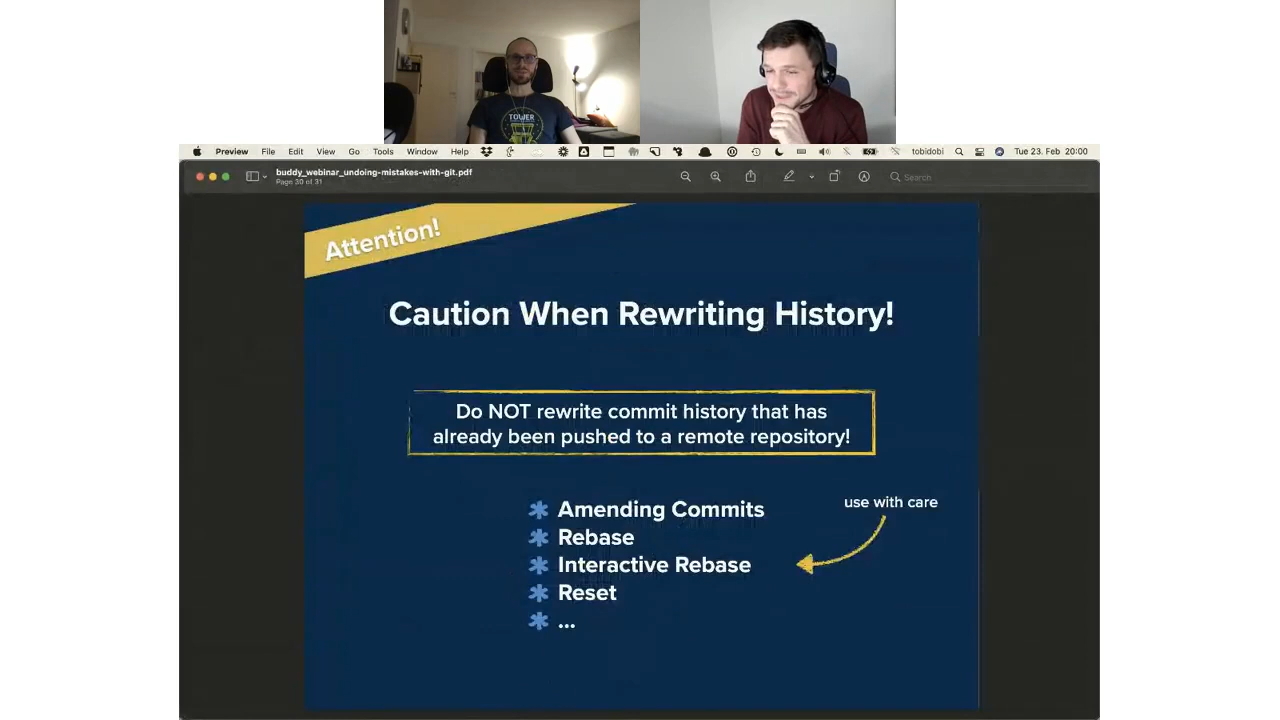 TOWER
Preview File Edit View Go Tools Window Help tobidobi Tue 23. Feb 20:00
buddy_webinar_undoing-mistakes-with-git.pdf
Page 30 of 31
Search
Attention!
Caution When Rewriting History!
Do NOT rewrite commit history that has
already been pushed to a remote repository!
use with care
Amending Commits
Rebase
Interactive Rebase
Reset
...